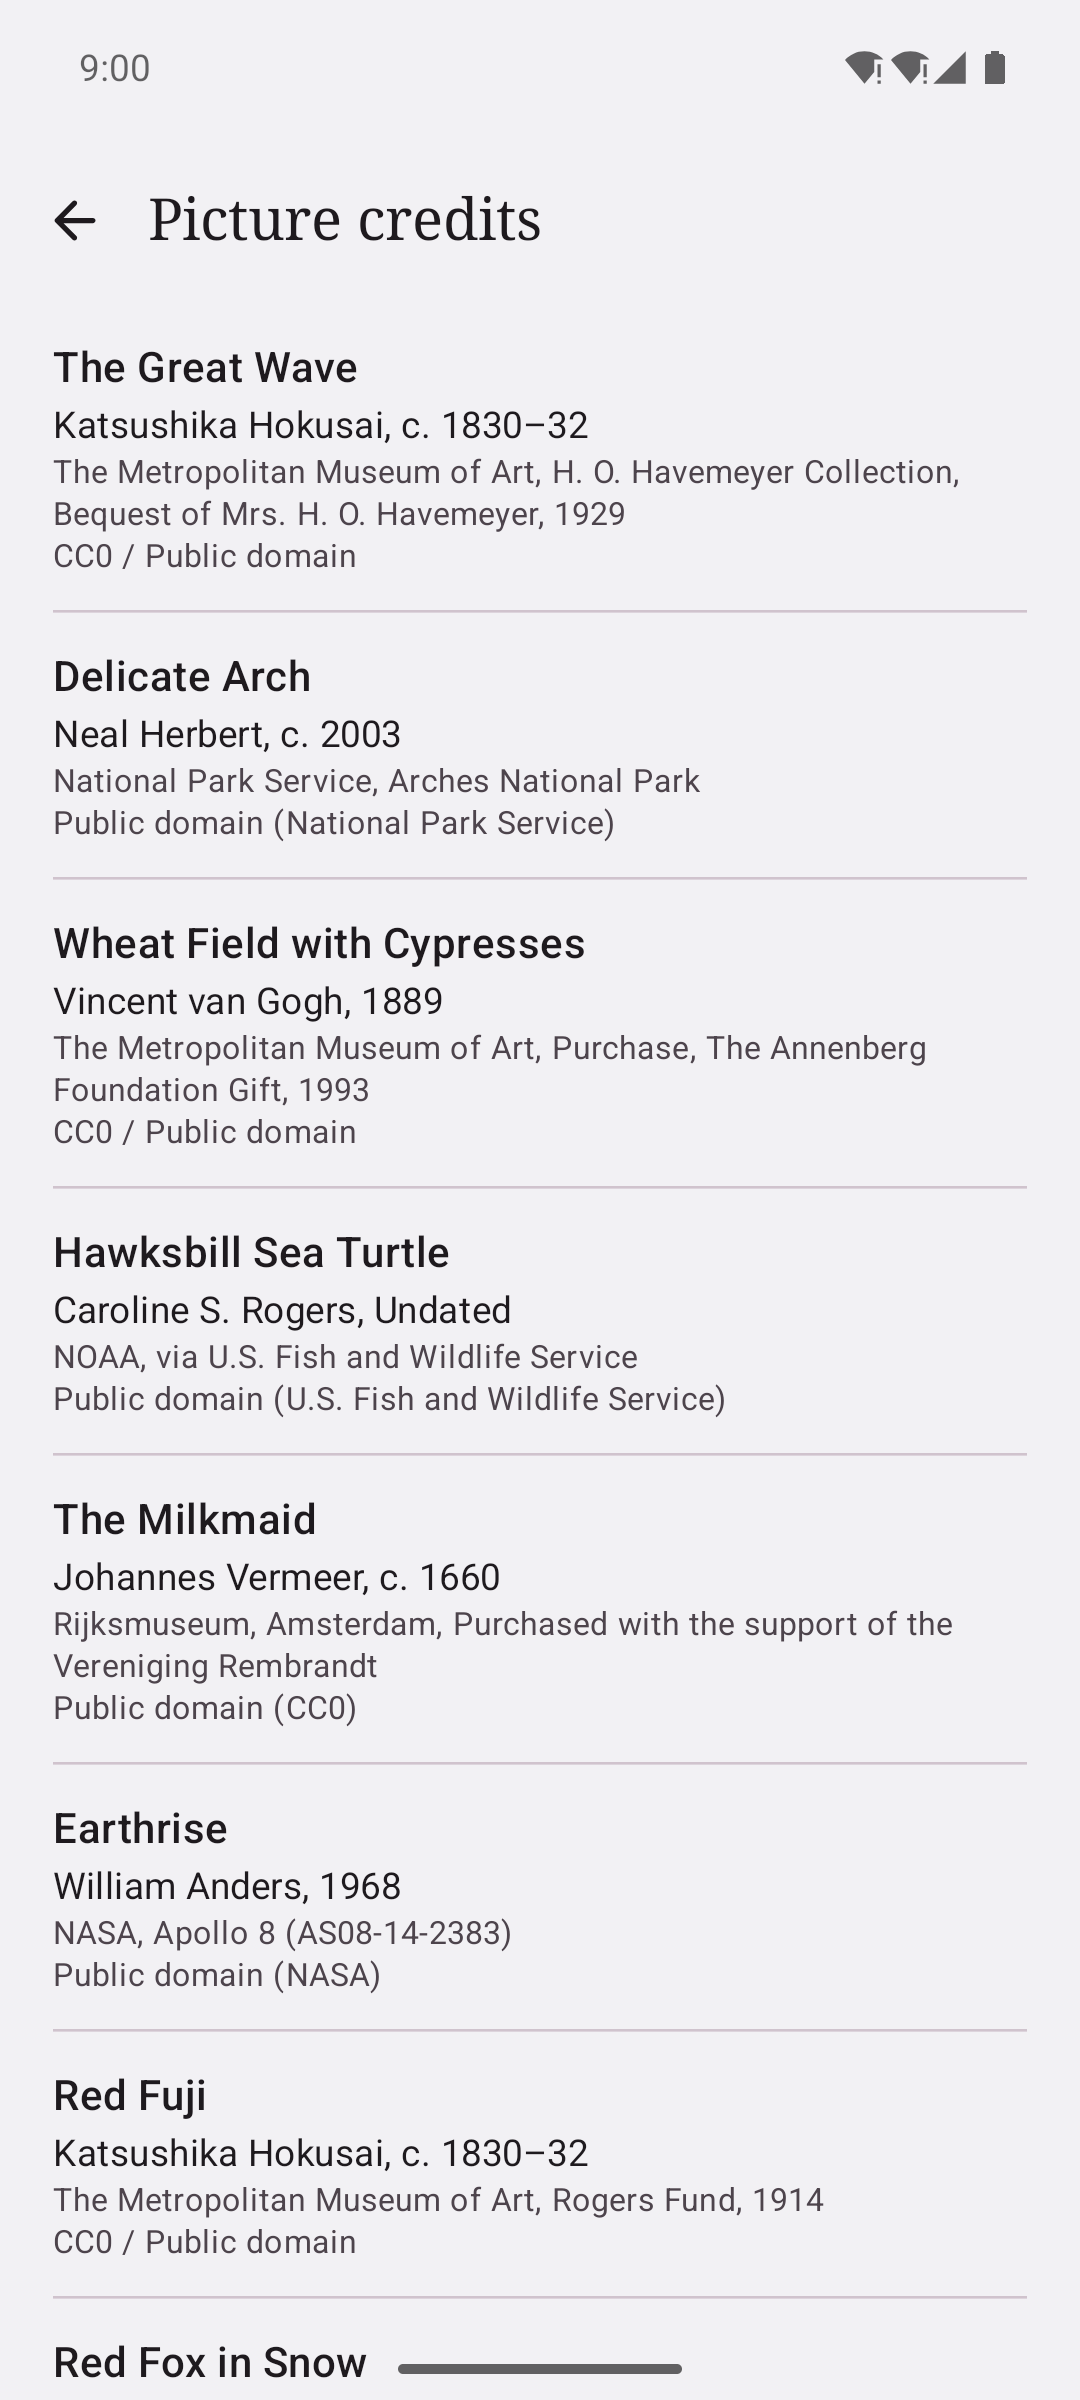 9:00
Picture credits
The Great Wave
Katsushika Hokusai, c. 1830–32
The Metropolitan Museum of Art, H. O. Havemeyer Collection,
Bequest of Mrs. H. O. Havemeyer, 1929
CC0 / Public domain
Delicate Arch
Neal Herbert, c. 2003
National Park Service, Arches National Park
Public domain (National Park Service)
Wheat Field with Cypresses
Vincent van Gogh, 1889
The Metropolitan Museum of Art, Purchase, The Annenberg
Foundation Gift, 1993
CC0 / Public domain
Hawksbill Sea Turtle
Caroline S. Rogers, Undated
NOAA, via U.S. Fish and Wildlife Service
Public domain (U.S. Fish and Wildlife Service)
The Milkmaid
Johannes Vermeer, c. 1660
Rijksmuseum, Amsterdam, Purchased with the support of the
Vereniging Rembrandt
Public domain (CC0)
Earthrise
William Anders, 1968
NASA, Apollo 8 (AS08-14-2383)
Public domain (NASA)
Red Fuji
Katsushika Hokusai, c. 1830–32
The Metropolitan Museum of Art, Rogers Fund, 1914
CC0 / Public domain
Red Fox in Snow